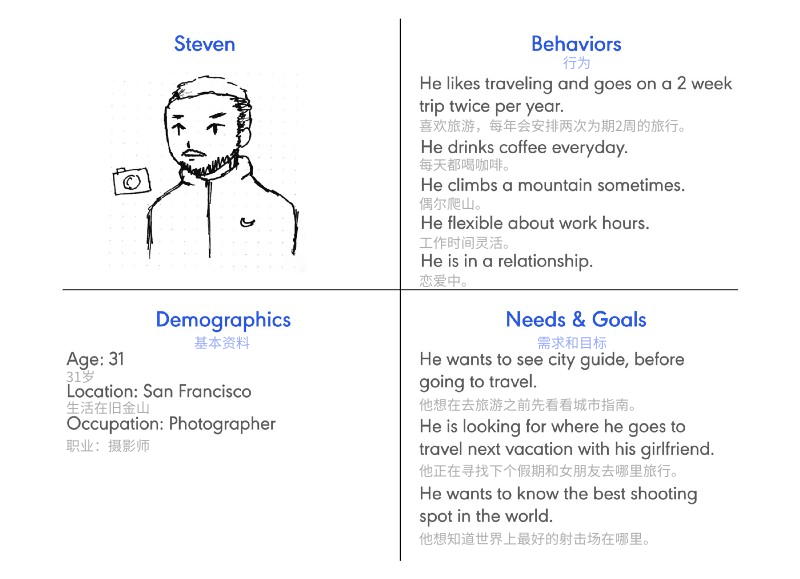 Steven
Behaviors
行为
He likes traveling and goes on a 2 week
trip twice per year.
喜欢旅游，每年会安排两次为期2周的旅行。
He drinks coffee everyday.
每天都喝咖啡。
He climbs a mountain sometimes.
偶尔爬山。
He flexible about work hours.
工作时间灵活。
He is in a relationship.
恋爱中。
Demographics
基本资料
Age: 31
31岁
Location: San Francisco
生活在旧金山
Occupation: Photographer
职业：摄影师
Needs & Goals
需求和目标
He wants to see city guide, before
going to travel.
他想在去旅游之前先看看城市指南。
He is looking for where he goes to
travel next vacation with his girlfriend.
他正在寻找下个假期和女朋友去哪里旅行。
He wants to know the best shooting
spot in the world.
他想知道世界上最好的射击场在哪里。